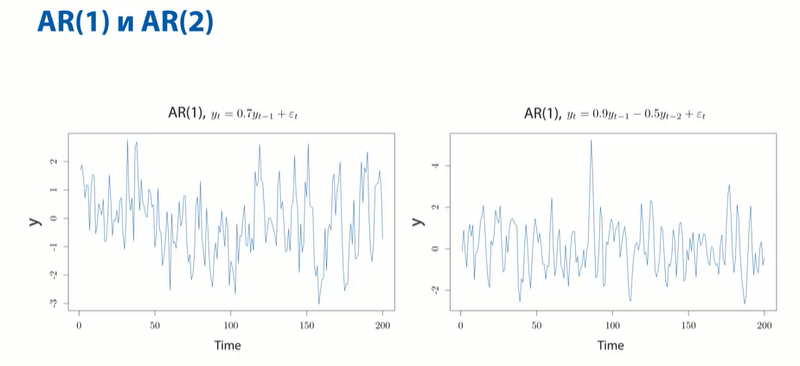 AR(1) и AR(2)
AR(1), yₜ = 0.7yₜ₋₁ + εₜ
y
2
1
0
-1
-2
-3
0 50 100 150 200
Time
AR(1), yₜ = 0.9yₜ₋₁ − 0.5yₜ₋₂ + εₜ
y
4
2
0
-2
0 50 100 150 200
Time